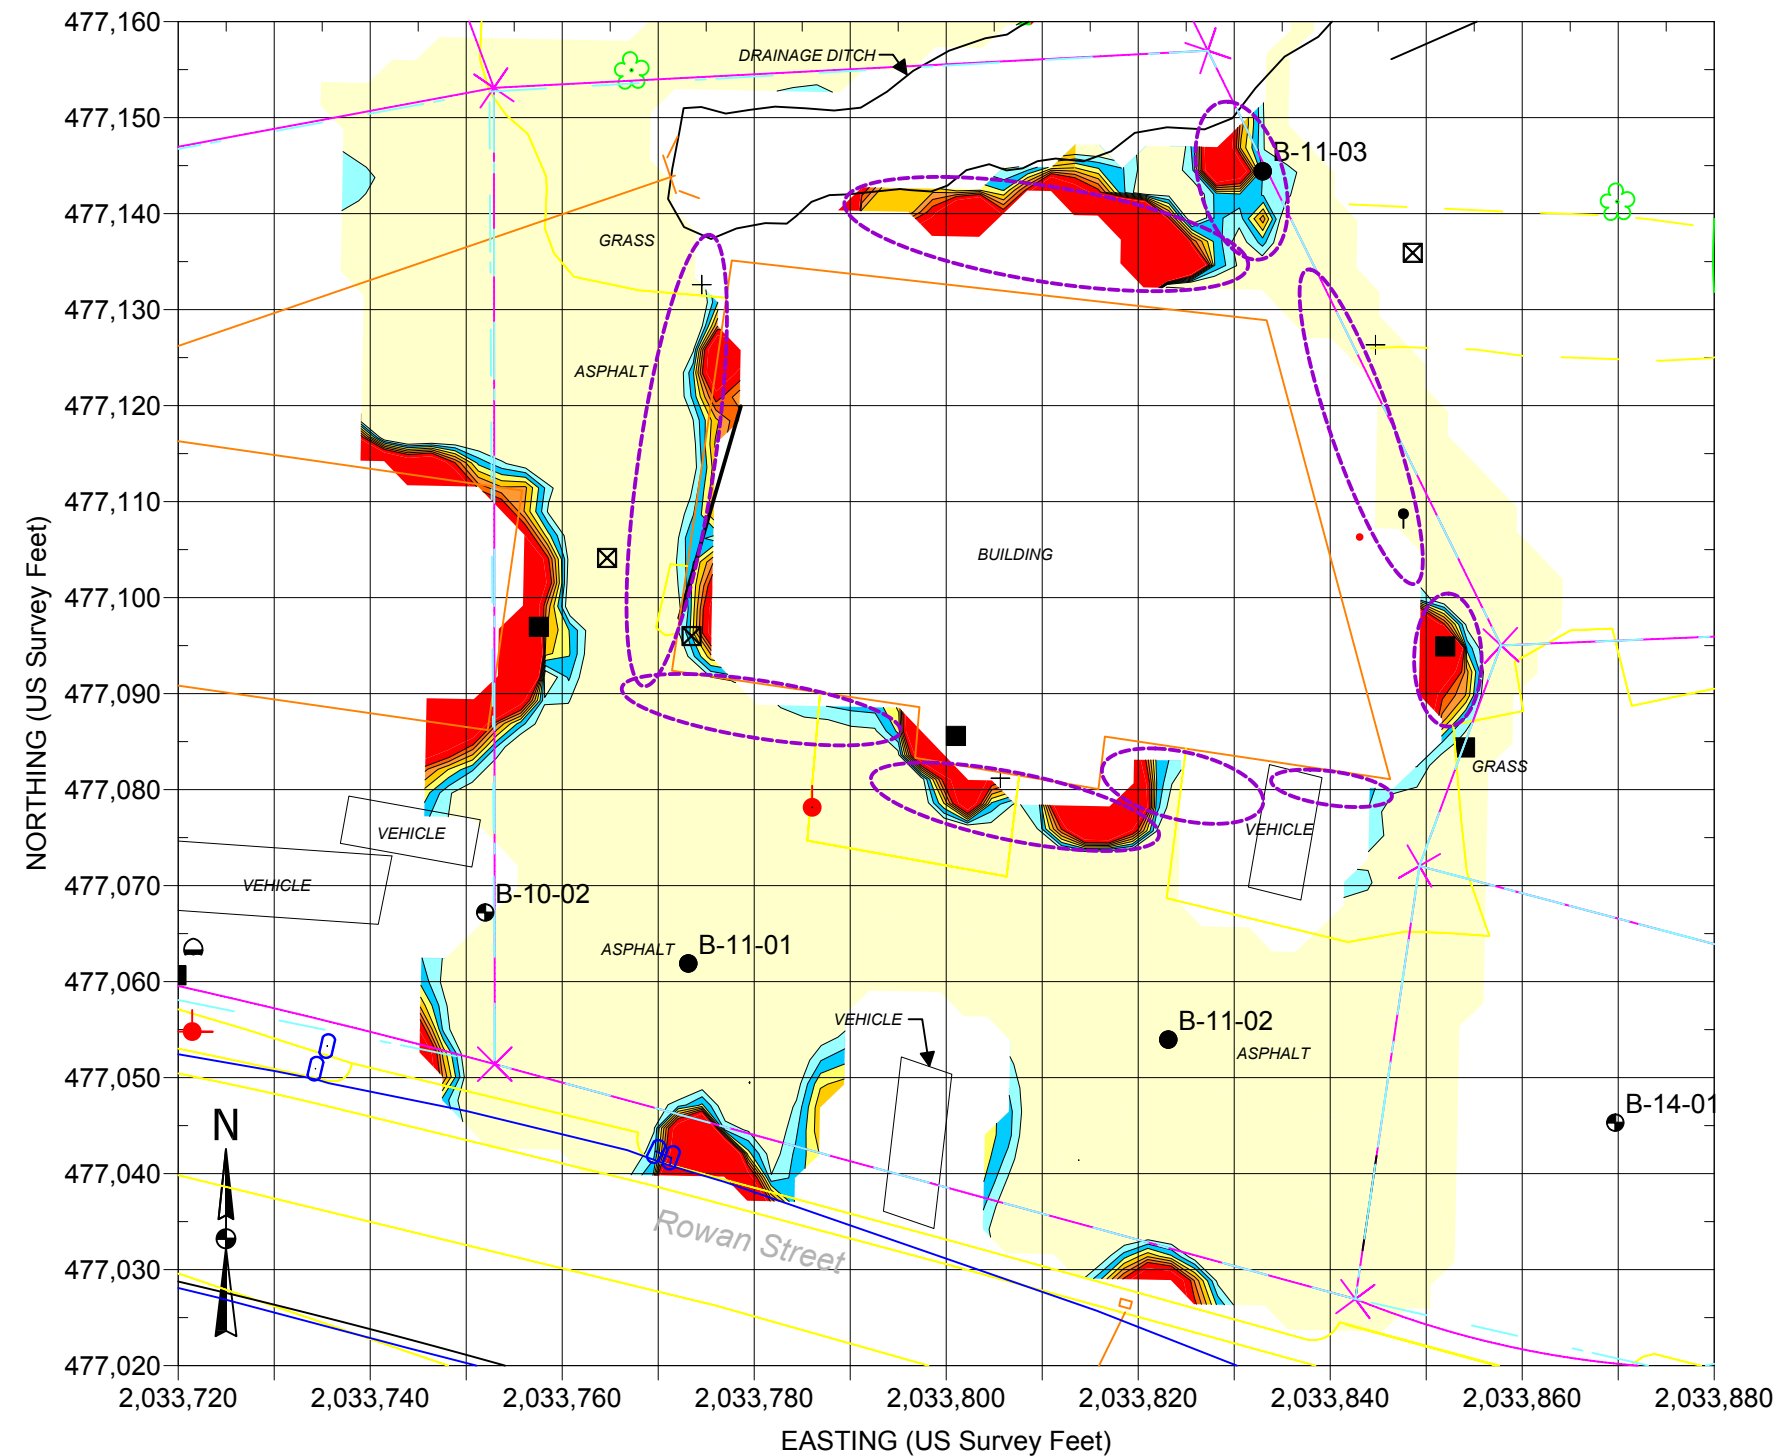 477,160
DRAINAGE DITCH
477,150
B-11-03
477,140
GRASS
477,130
ASPHALT
477,120
477,110
BUILDING
477,100
477,090
GRASS
477,080
VEHICLE
VEHICLE
477,070
VEHICLE
B-10-02
ASPHALT
B-11-01
477,060
VEHICLE
B-11-02
ASPHALT
477,050
B-14-01
N
477,040
Rowan Street
477,030
477,020
2,033,720
2,033,740
2,033,760
2,033,780
2,033,800
2,033,820
2,033,840
2,033,860
2,033,880
EASTING (US Survey Feet)
NORTHING (US Survey Feet)